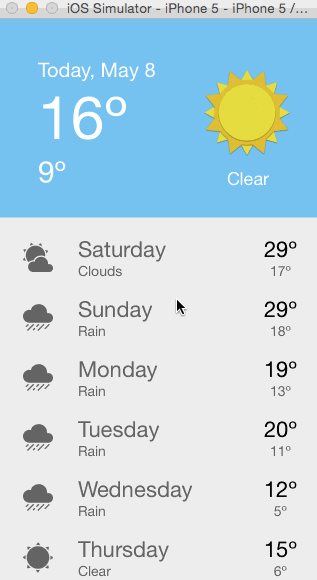 iOS Simulator - iPhone 5 - iPhone 5 /...
Today, May 8
16º
9º
Clear
Saturday 29º
Clouds 17º
Sunday 29º
Rain 18º
Monday 19º
Rain 13º
Tuesday 20º
Rain 11º
Wednesday 12º
Rain 5º
Thursday 15º
Clear 6º